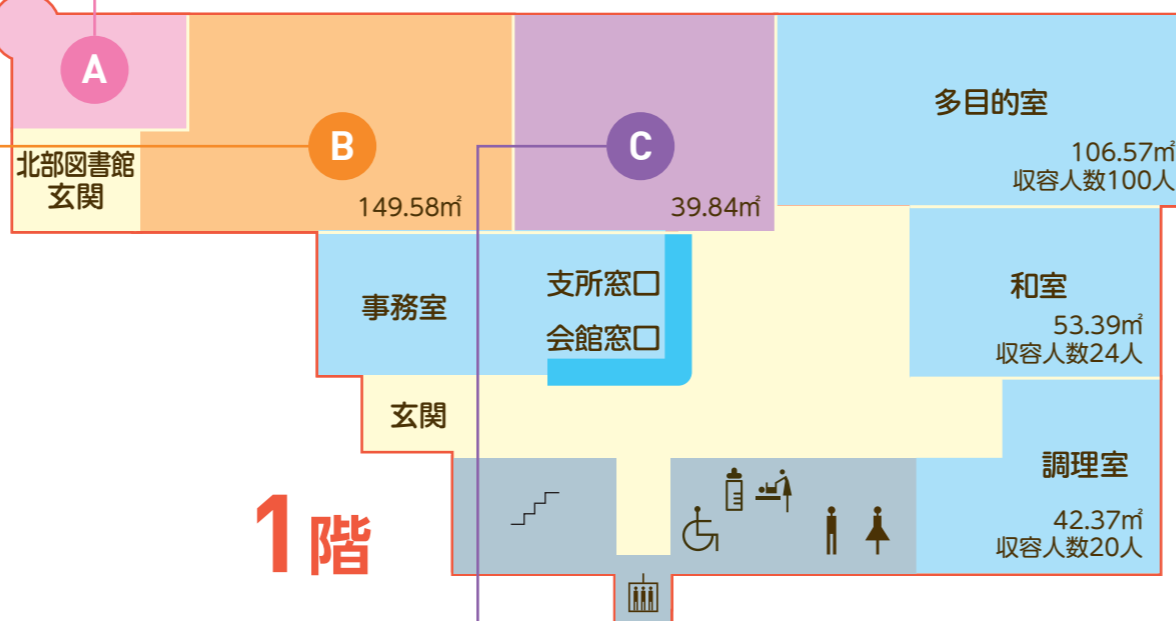 A
B
149.58㎡
C
39.84㎡
多目的室
106.57㎡
収容人数100人
北部図書館
玄関
事務室
支所窓口
会館窓口
和室
53.39㎡
収容人数24人
玄関
調理室
42.37㎡
収容人数20人
1階